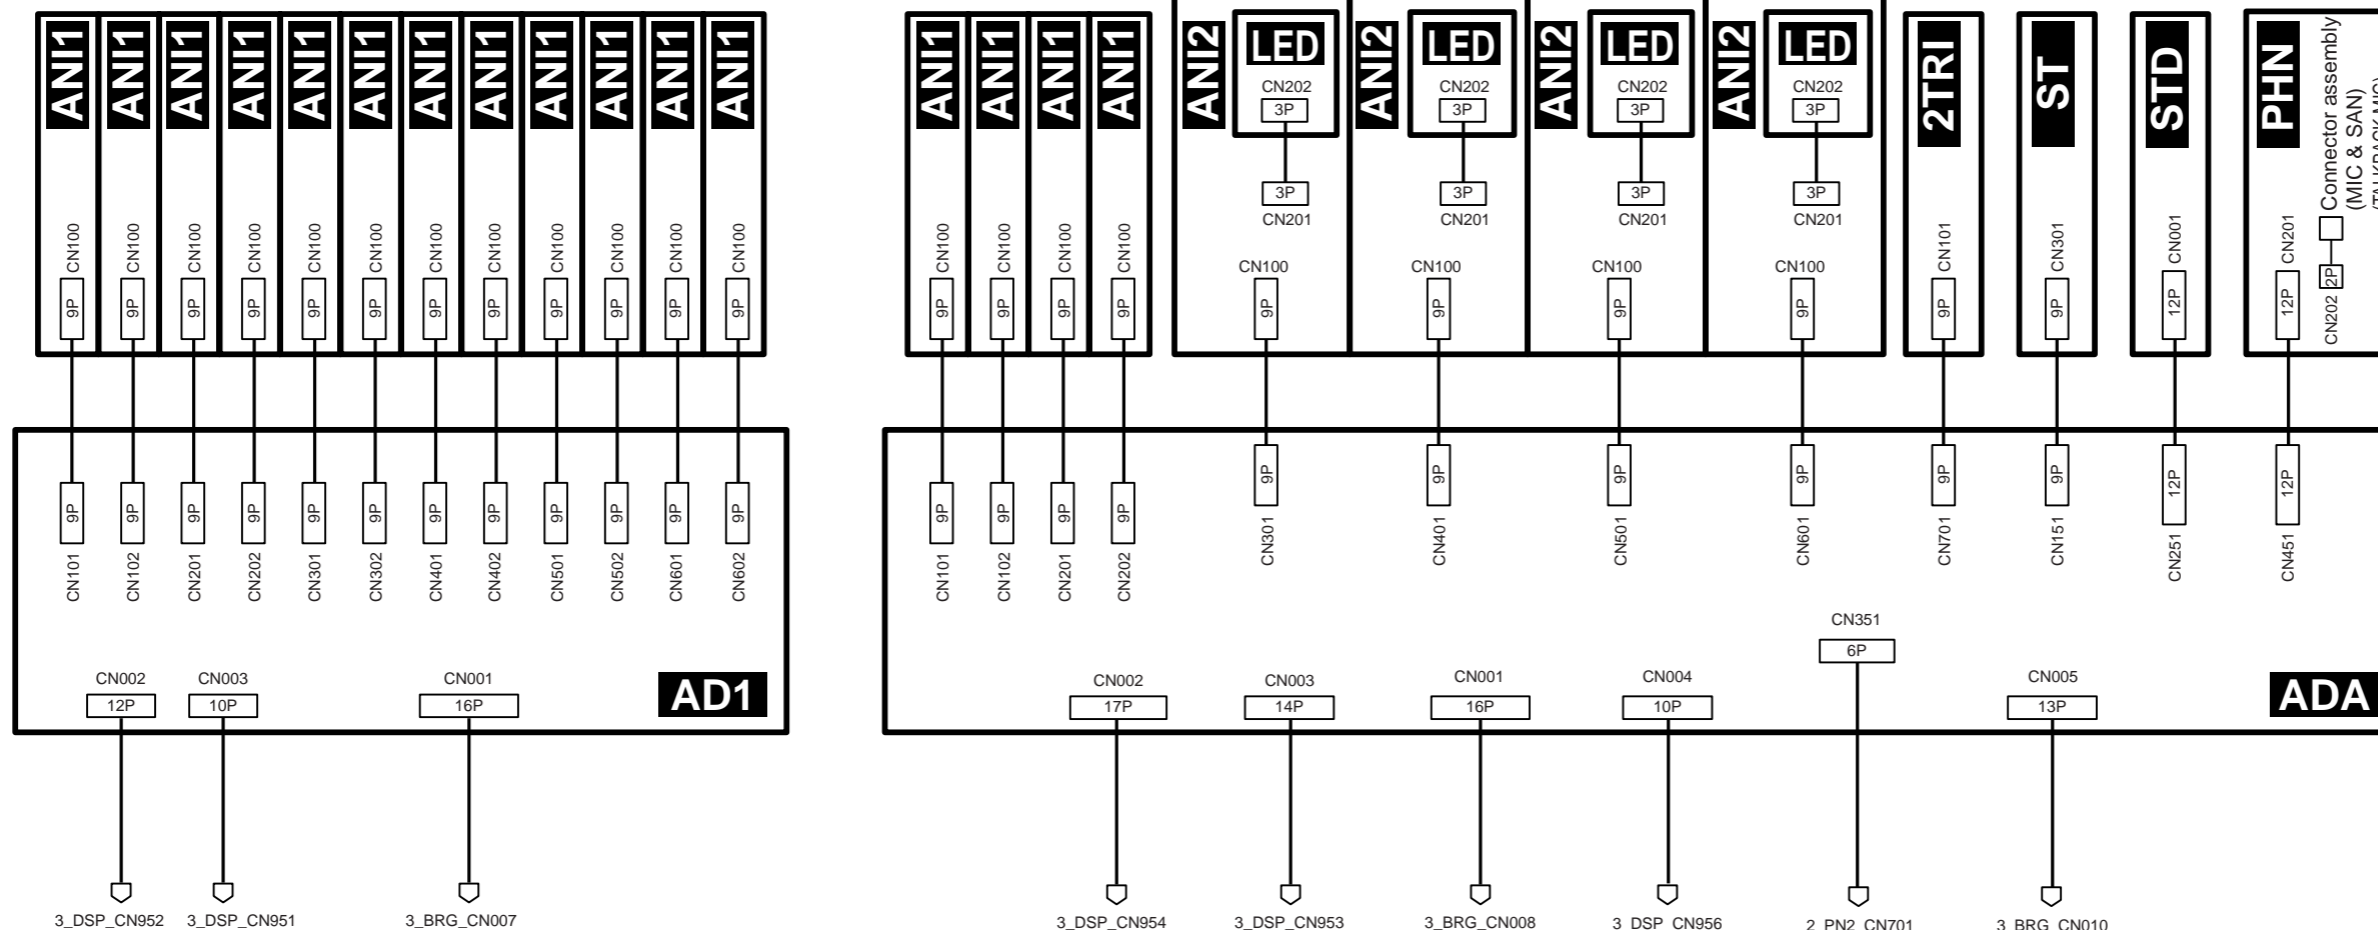 ANI1 ANI1 ANI1 ANI1 ANI1 ANI1 ANI1 ANI1 ANI1 ANI1 ANI1 ANI1
CN100 CN100 CN100 CN100 CN100 CN100 CN100 CN100 CN100 CN100 CN100 CN100
9P 9P 9P 9P 9P 9P 9P 9P 9P 9P 9P 9P
9P 9P 9P 9P 9P 9P 9P 9P 9P 9P 9P 9P
CN101 CN102 CN201 CN202 CN301 CN302 CN401 CN402 CN501 CN502 CN601 CN602
CN002 CN003 CN001
12P 10P 16P
AD1
3_DSP_CN952 3_DSP_CN951 3_BRG_CN007
ANI1 ANI1 ANI1 ANI1 ANI2 LED ANI2 LED ANI2 LED ANI2 LED 2TRI ST STD PHN
CN202 CN202 CN202 CN202
3P 3P 3P 3P
3P 3P 3P 3P
CN201 CN201 CN201 CN201
Connector assembly
(MIC & SAN)
(TALKBACK MIC)
CN202 2P
CN100 CN100 CN100 CN100 CN100 CN100 CN100 CN100 CN101 CN301 CN001 CN201
9P 9P 9P 9P 9P 9P 9P 9P 9P 9P 12P 12P
9P 9P 9P 9P 9P 9P 9P 9P 9P 9P 12P 12P
CN101 CN102 CN201 CN202 CN301 CN401 CN501 CN601 CN701 CN151 CN251 CN451
CN351
6P
CN002 CN003 CN001 CN004 CN005
17P 14P 16P 10P 13P
ADA
3_DSP_CN954 3_DSP_CN953 3_BRG_CN008 3_DSP_CN956 2_PN2_CN701 3_BRG_CN010